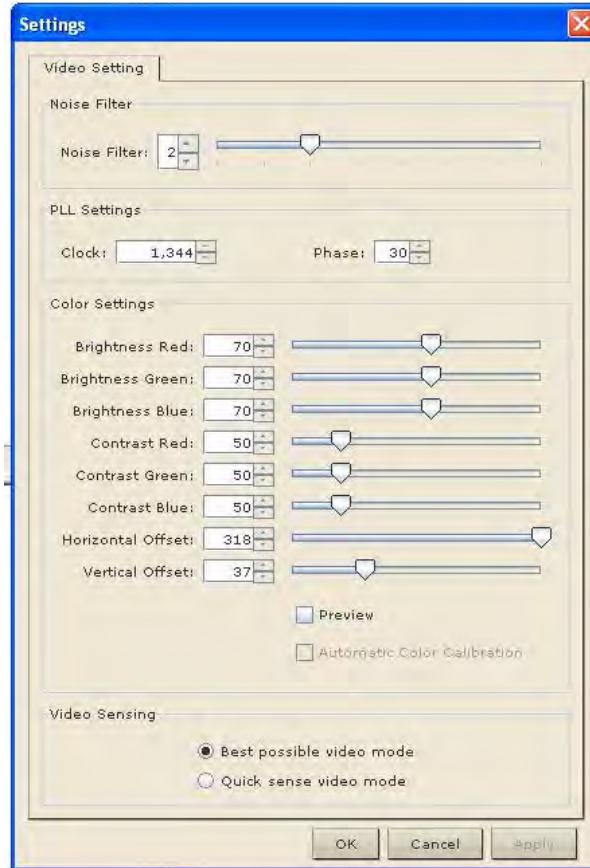 Settings
Video Setting
Noise Filter
Noise Filter: 2
PLL Settings
Clock: 1,344 Phase: 30
Color Settings
Brightness Red: 70
Brightness Green: 70
Brightness Blue: 70
Contrast Red: 50
Contrast Green: 50
Contrast Blue: 50
Horizontal Offset: 318
Vertical Offset: 37
Preview
Automatic Color Calibration
Video Sensing
Best possible video mode
Quick sense video mode
OK Cancel Apply